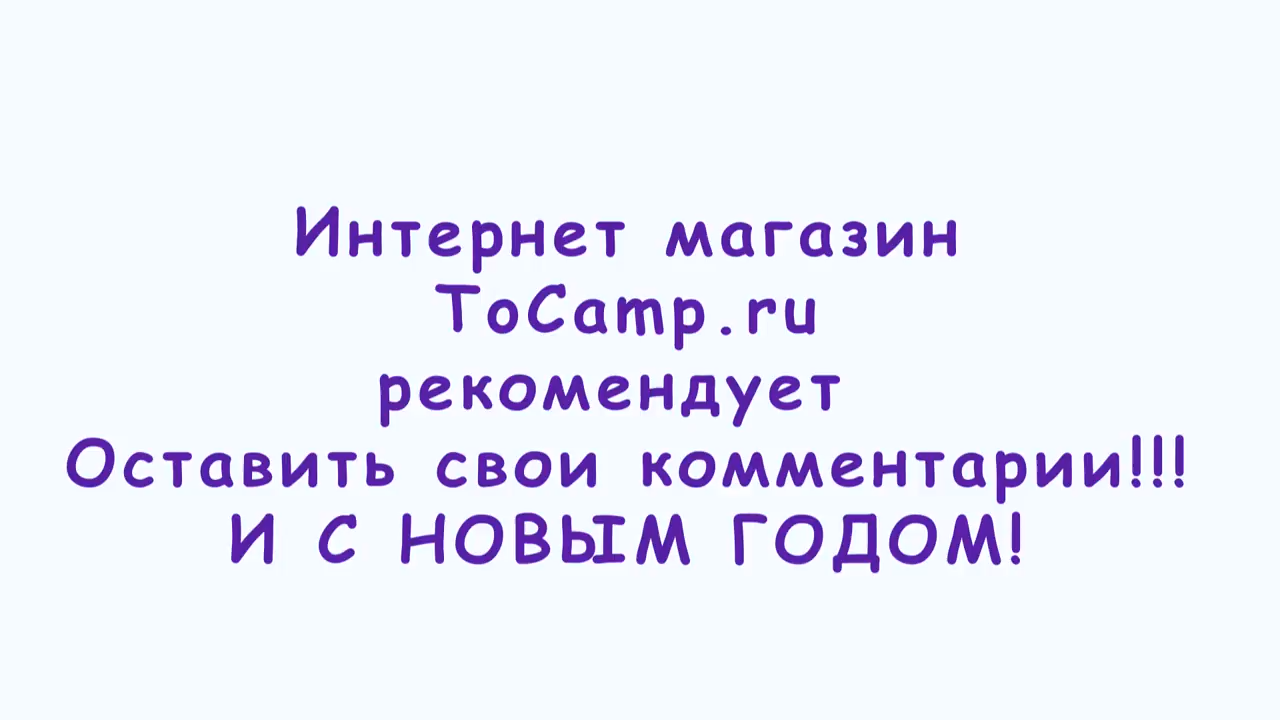 Интернет магазин
ToCamp.ru
рекомендует
Оставить свои комментарии!!!
И С НОВЫМ ГОДОМ!